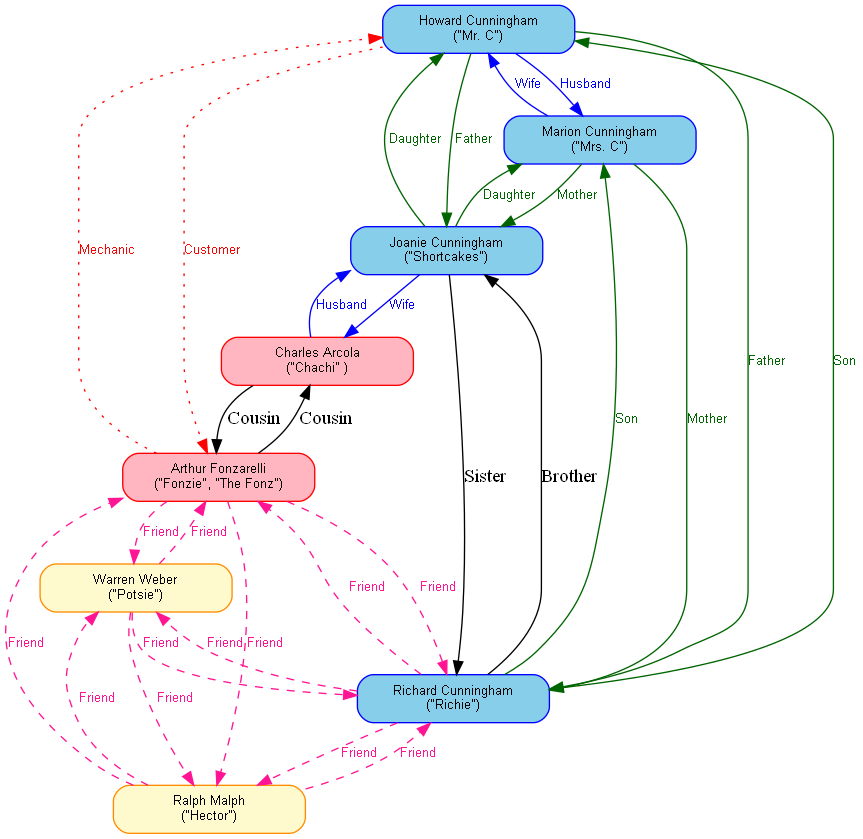 Howard Cunningham
("Mr. C")
Wife
Husband
Marion Cunningham
("Mrs. C")
Daughter
Father
Daughter
Mother
Joanie Cunningham
("Shortcakes")
Mechanic
Customer
Husband
Wife
Charles Arcola
("Chachi" )
Father
Son
Cousin
Cousin
Son
Mother
Arthur Fonzarelli
("Fonzie", "The Fonz")
Sister
Brother
Friend
Friend
Warren Weber
("Potsie")
Friend
Friend
Friend
Friend
Friend
Friend
Richard Cunningham
("Richie")
Friend
Friend
Friend
Friend
Ralph Malph
("Hector")